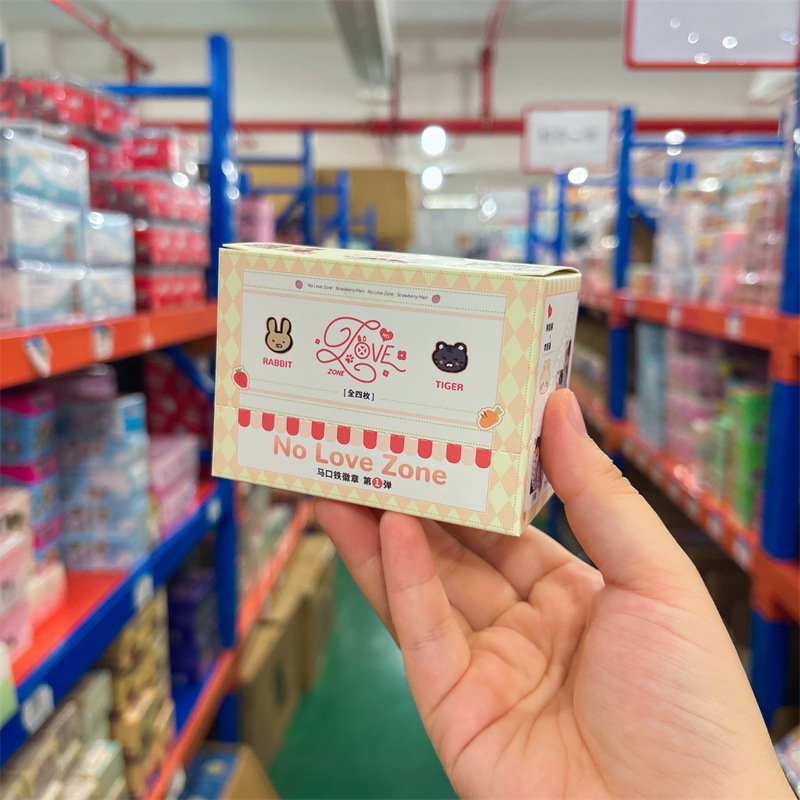 No Love Zone · Strawberry Mart · No Love Zone · Strawberry Mart
NO
LOVE
ZONE
RABBIT
TIGER
[全四枚]
No Love Zone
马口铁徽章 第1弹